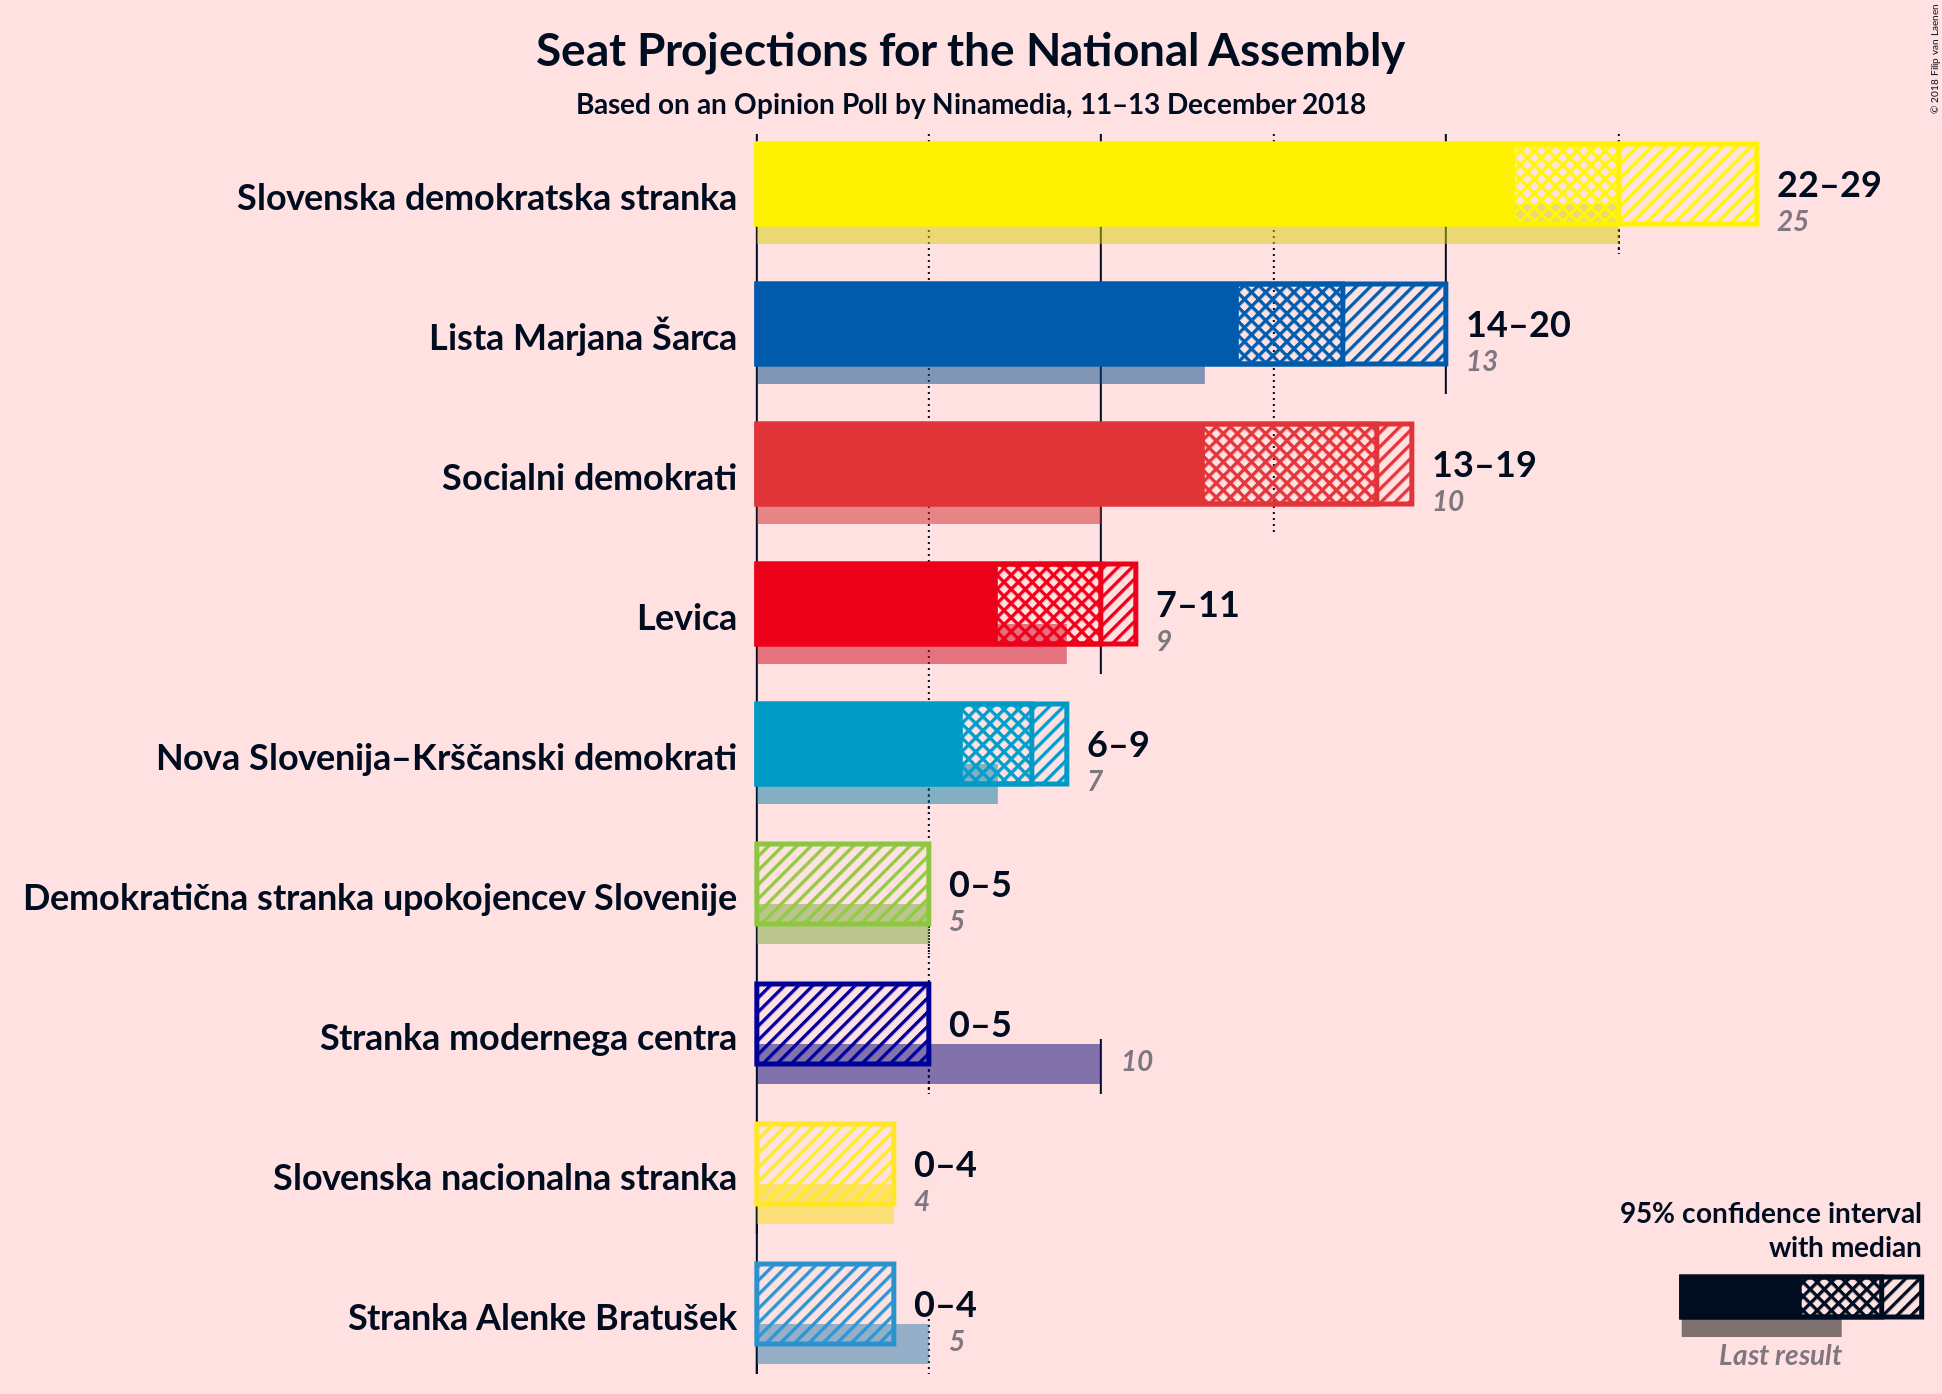 Seat Projections for the National Assembly
Based on an Opinion Poll by Ninamedia, 11–13 December 2018
© 2018 Filip van Laenen
Slovenska demokratska stranka
22–29
25
Lista Marjana Šarca
14–20
13
Socialni demokrati
13–19
10
Levica
7–11
9
Nova Slovenija–Krščanski demokrati
6–9
7
Demokratična stranka upokojencev Slovenije
0–5
5
Stranka modernega centra
0–5
10
Slovenska nacionalna stranka
0–4
4
Stranka Alenke Bratušek
0–4
5
95% confidence interval
with median
Last result